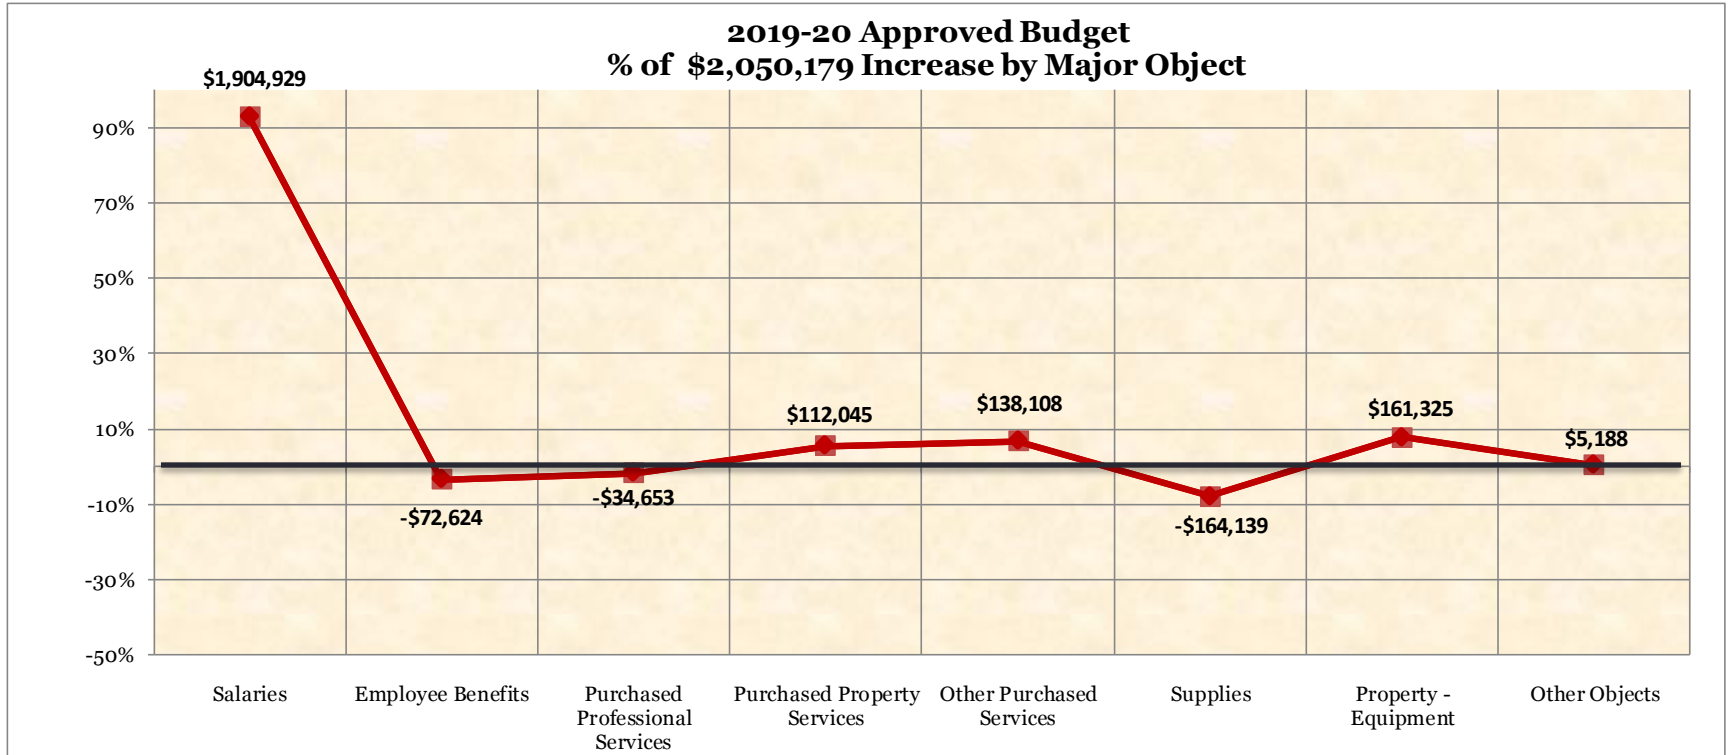 2019-20 Approved Budget
% of  $2,050,179 Increase by Major Object
$1,904,929
90%
70%
50%
30%
$138,108
$161,325
$112,045
10%
$5,188
-$34,653
-10%
-$72,624
-$164,139
-30%
-50%
Salaries
Employee Benefits
Purchased
Professional
Services
Purchased Property
Services
Other Purchased
Services
Supplies
Property -
Equipment
Other Objects